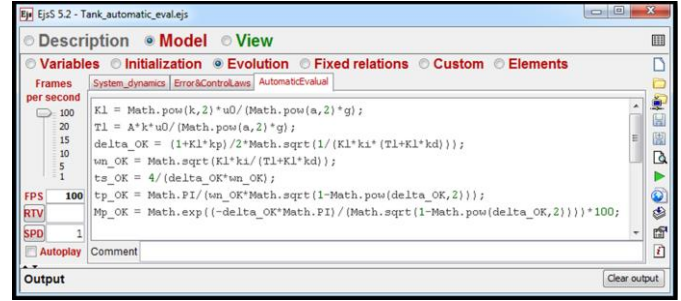 EjsS 5.2 - Tank_automatic_eval.ejs
Description Model View
Variables Initialization Evolution Fixed relations Custom Elements
Frames per second
System_dynamics Error&ControlLaws AutomaticEvalual
100
20
15
10
5
1
FPS 100
RTV
SPD 1
Autoplay
Kl = Math.pow(k,2)*u0/(Math.pow(a,2)*g);
Tl = A*k*u0/(Math.pow(a,2)*g);
delta_OK = (1+Kl*kp)/2*Math.sqrt(1/(Kl*ki*(Tl+Kl*kd)));
wn_OK = Math.sqrt(Kl*ki/(Tl+Kl*kd));
ts_OK = 4/(delta_OK*wn_OK);
tp_OK = Math.PI/(wn_OK*Math.sqrt(1-Math.pow(delta_OK,2)));
Mp_OK = Math.exp((-delta_OK*Math.PI)/(Math.sqrt(1-Math.pow(delta_OK,2))))*100;
Comment
Output Clear output